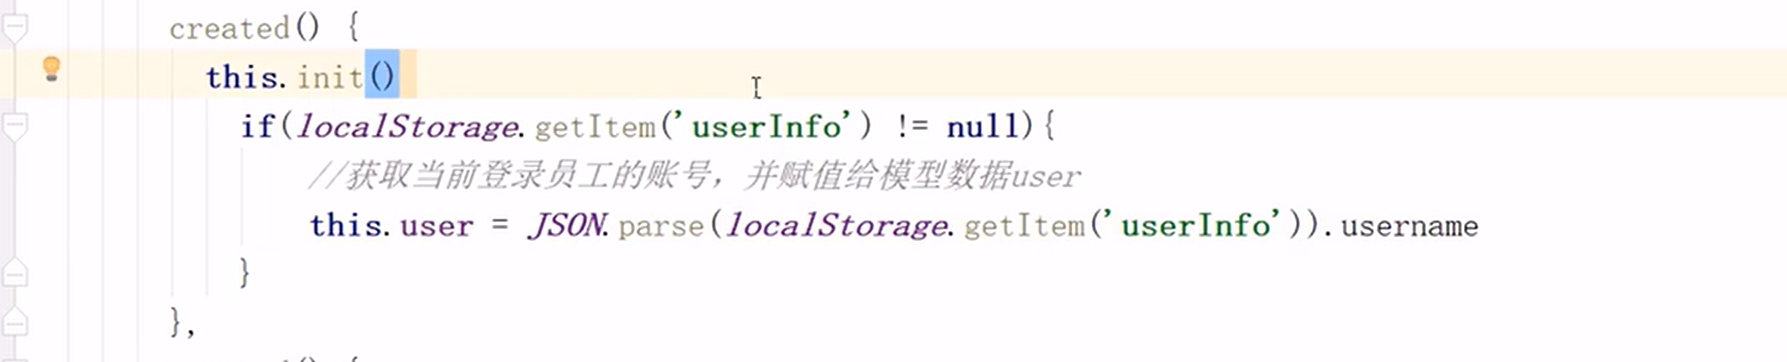 created() {
this.init()
if(localStorage.getItem('userInfo') != null){
//获取当前登录员工的账号，并赋值给模型数据user
this.user = JSON.parse(localStorage.getItem('userInfo')).username
}
},